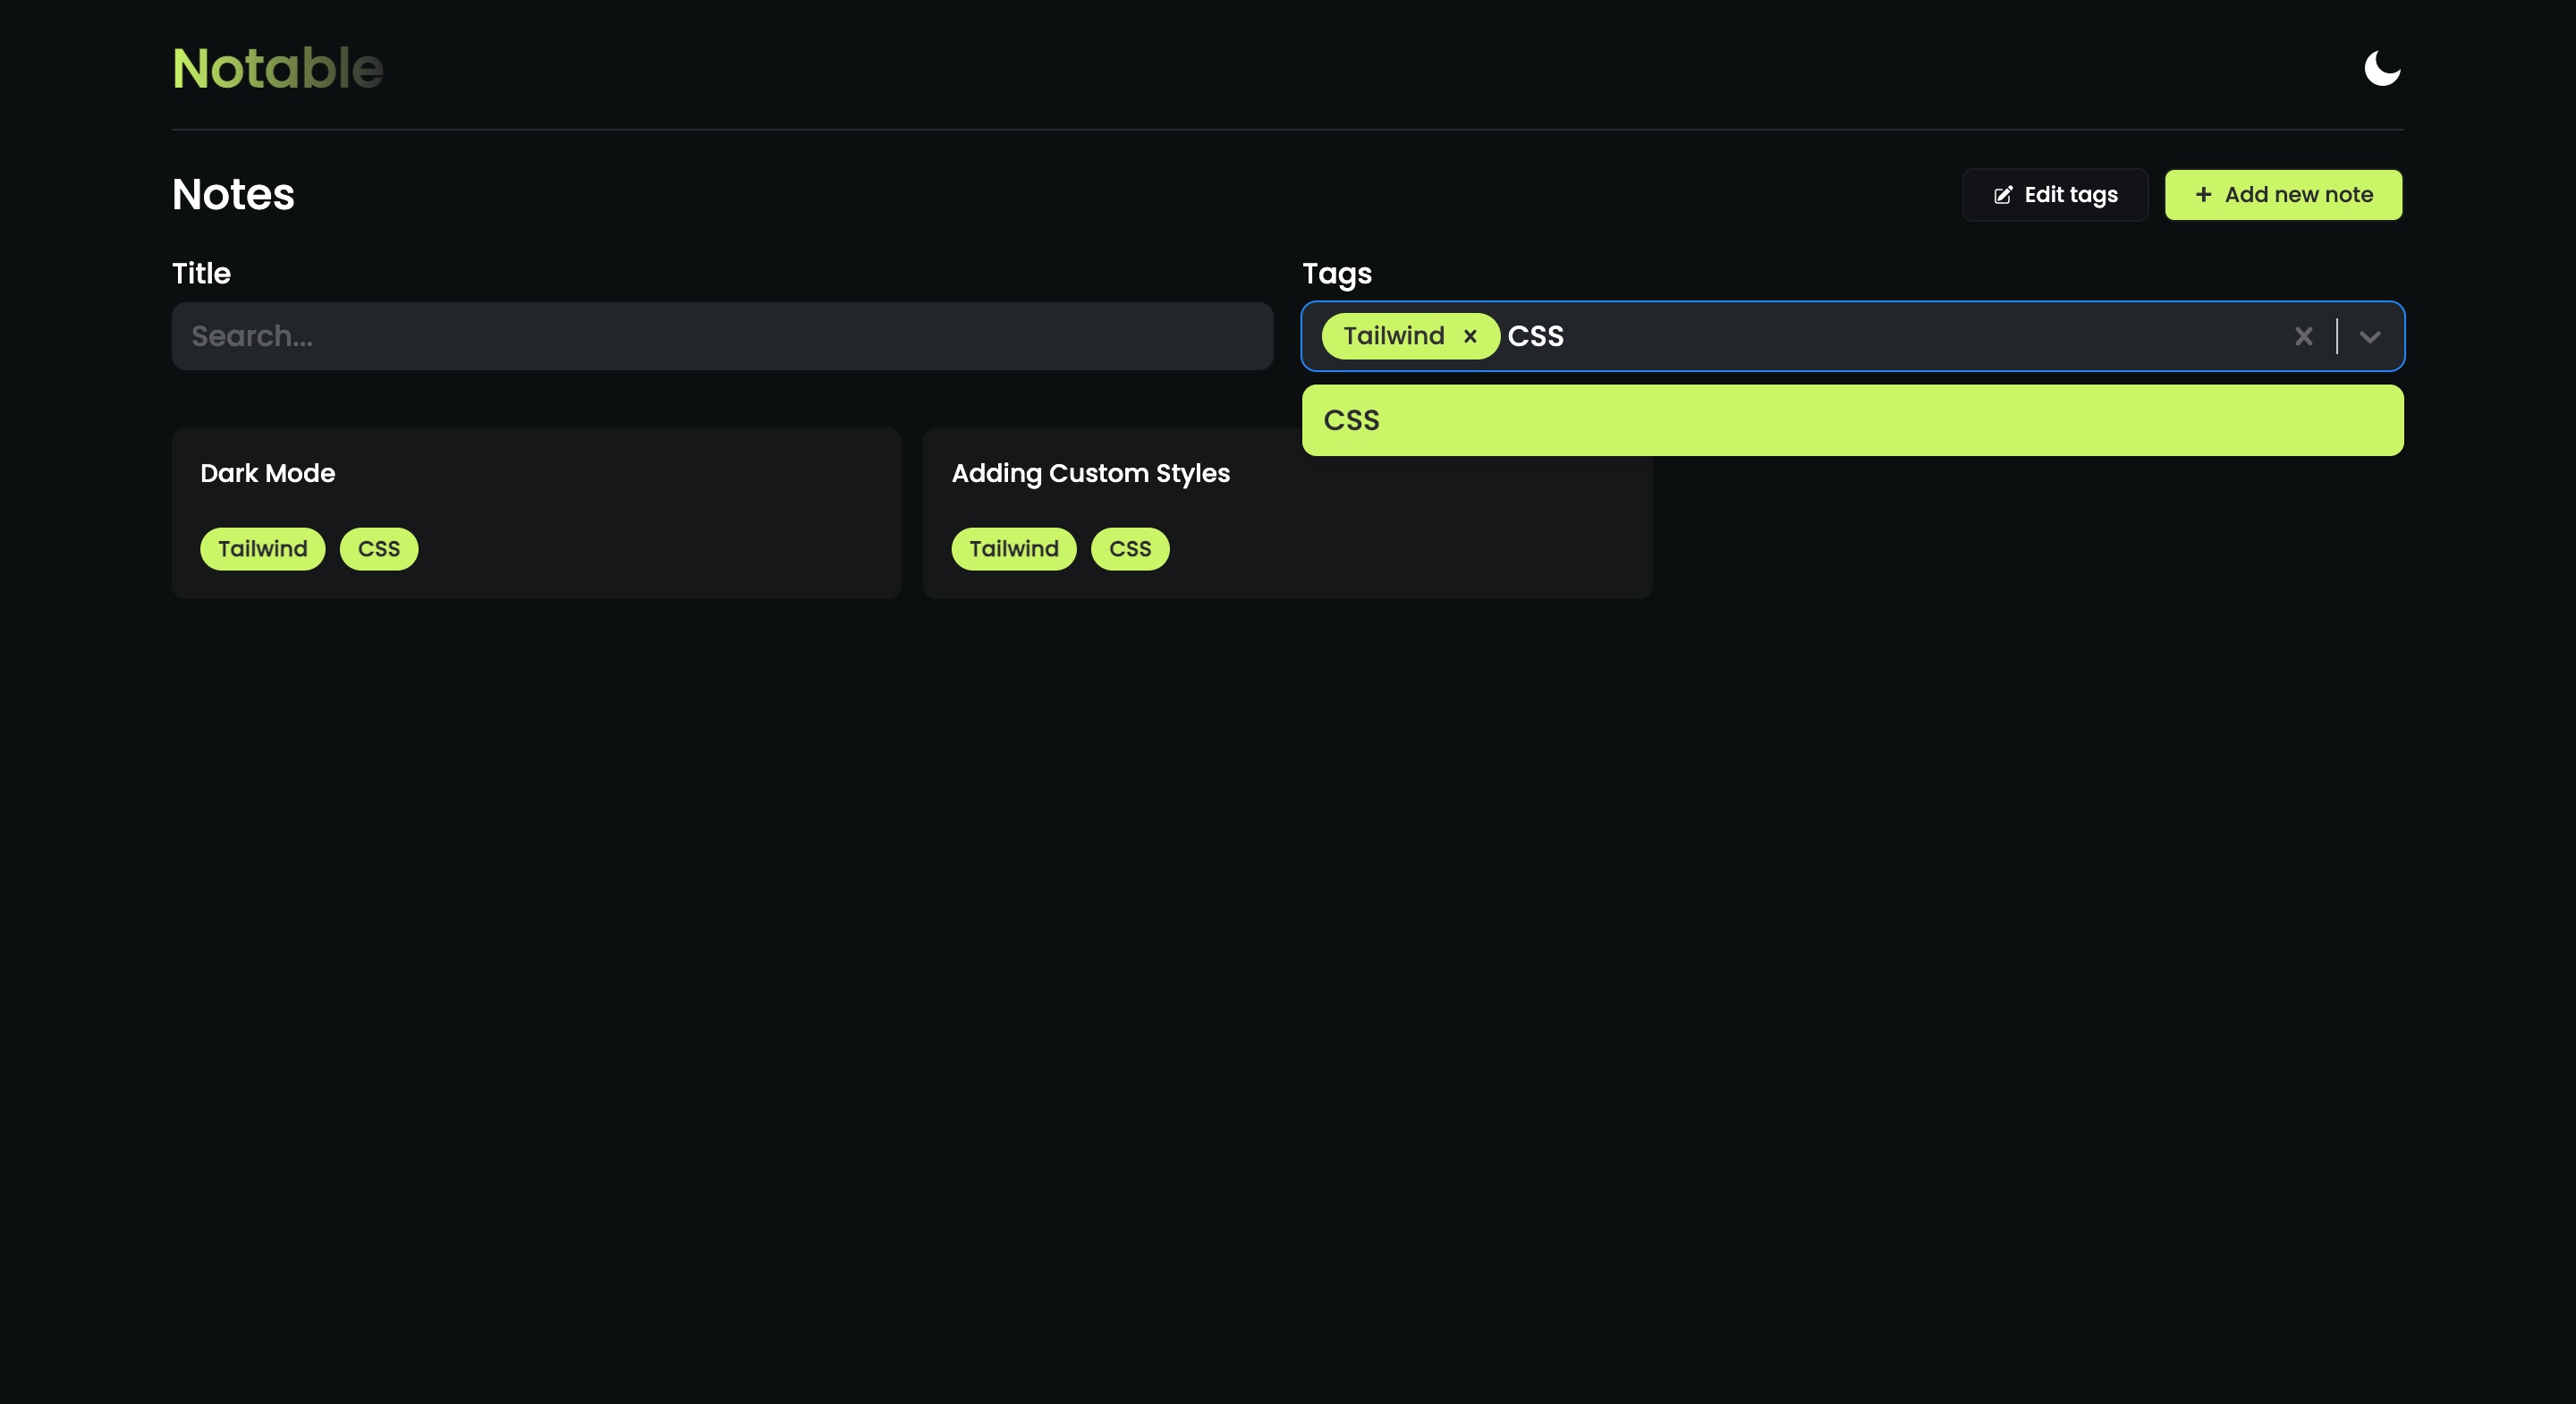 Notable
Notes
Edit tags
+ Add new note
Title
Tags
Search...
Tailwind × CSS
CSS
Dark Mode
Adding Custom Styles
Tailwind CSS
Tailwind CSS